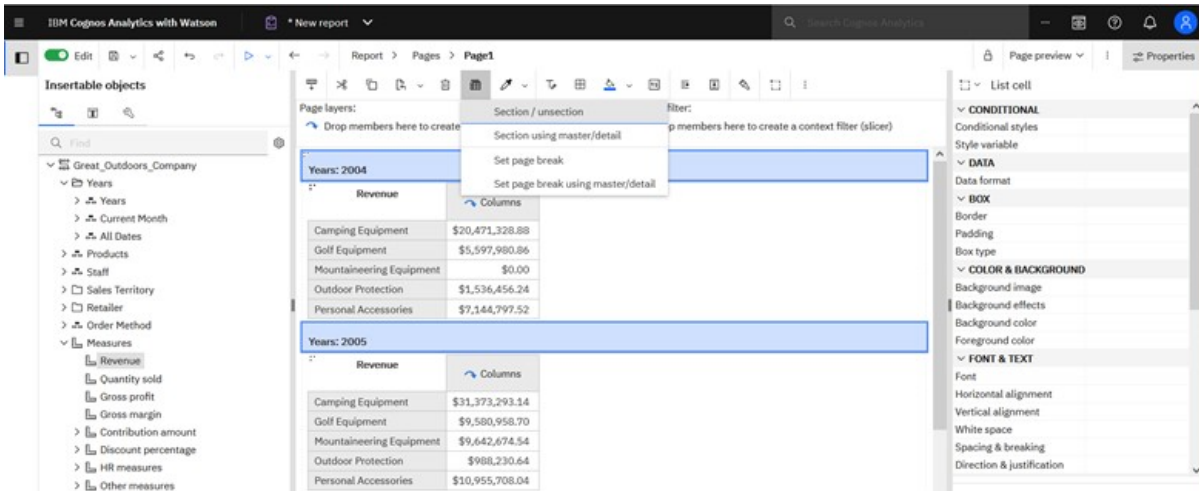 IBM Cognos Analytics with Watson
* New report
Search Cognos Analytics
Edit
Report > Pages > Page1
Page preview
Properties
Insertable objects
Find
Great_Outdoors_Company
Years
Years
Current Month
All Dates
Products
Staff
Sales Territory
Retailer
Order Method
Measures
Revenue
Quantity sold
Gross profit
Gross margin
Contribution amount
Discount percentage
HR measures
Other measures
Page layers:
Drop members here to create
filter:
p members here to create a context filter (slicer)
Section / unsection
Section using master/detail
Set page break
Set page break using master/detail
Years: 2004
Revenue
Columns
Camping Equipment $20,471,328.88
Golf Equipment $5,597,980.86
Mountaineering Equipment $0.00
Outdoor Protection $1,536,456.24
Personal Accessories $7,144,797.52
Years: 2005
Revenue
Columns
Camping Equipment $31,373,293.14
Golf Equipment $9,580,958.70
Mountaineering Equipment $9,642,674.54
Outdoor Protection $988,230.64
Personal Accessories $10,955,708.04
List cell
CONDITIONAL
Conditional styles
Style variable
DATA
Data format
BOX
Border
Padding
Box type
COLOR & BACKGROUND
Background image
Background effects
Background color
Foreground color
FONT & TEXT
Font
Horizontal alignment
Vertical alignment
White space
Spacing & breaking
Direction & justification